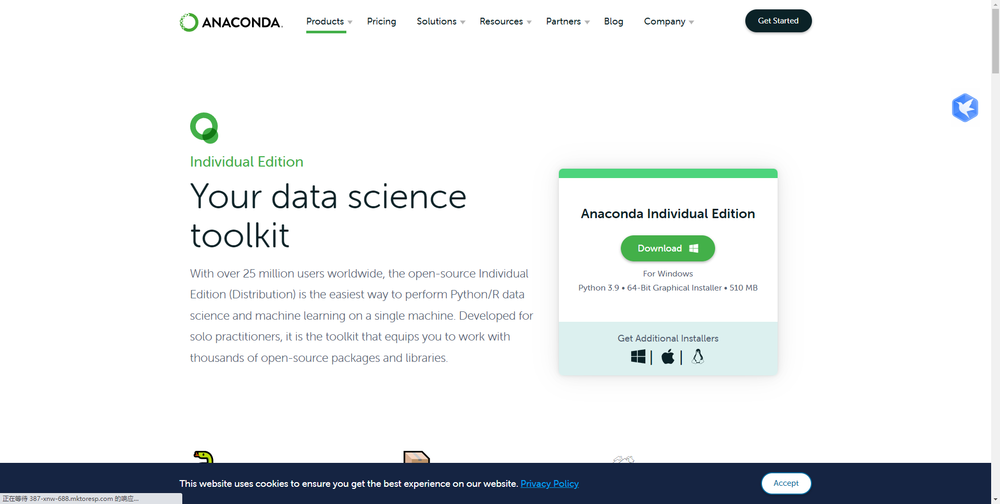 ANACONDA.
Products
Pricing
Solutions
Resources
Partners
Blog
Company
Get Started
Individual Edition
Your data science
toolkit
With over 25 million users worldwide, the open-source Individual
Edition (Distribution) is the easiest way to perform Python/R data
science and machine learning on a single machine. Developed for
solo practitioners, it is the toolkit that equips you to work with
thousands of open-source packages and libraries.
Anaconda Individual Edition
Download
For Windows
Python 3.9 • 64-Bit Graphical Installer • 510 MB
Get Additional Installers
| |
This website uses cookies to ensure you get the best experience on our website. Privacy Policy
Accept
正在等待 387-xnw-688.mktoresp.com 的响应...